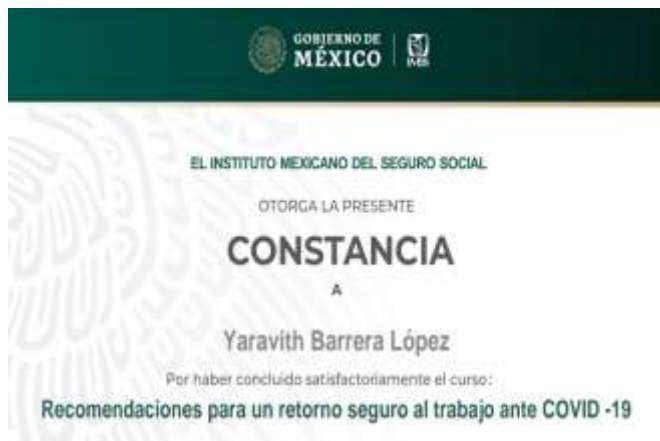 GOBIERNO DE
MÉXICO
IMSS
EL INSTITUTO MEXICANO DEL SEGURO SOCIAL
OTORGA LA PRESENTE
CONSTANCIA
A
Yaravith Barrera López
Por haber concluido satisfactoriamente el curso:
Recomendaciones para un retorno seguro al trabajo ante COVID -19